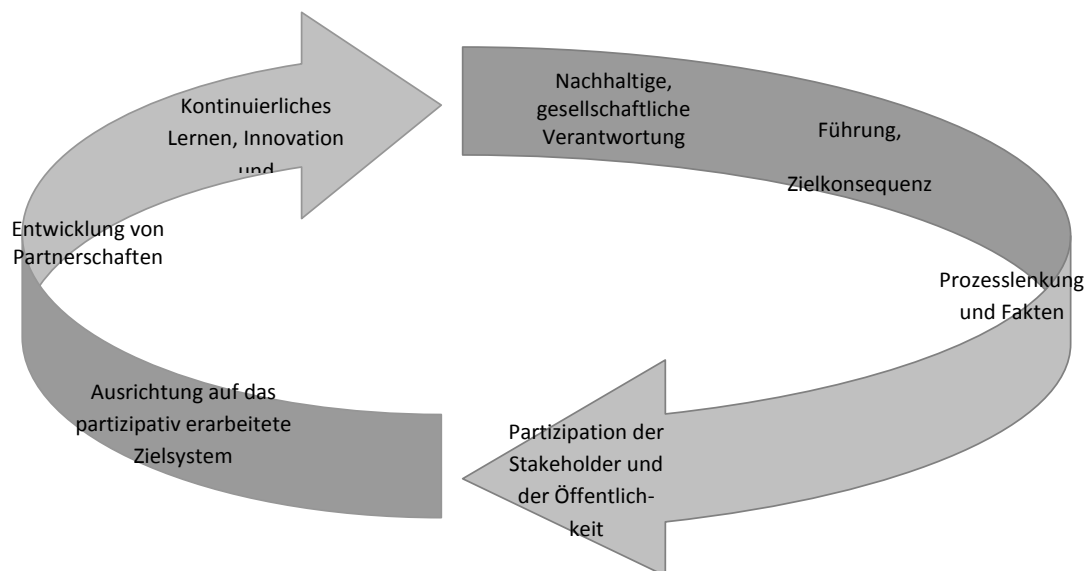 Kontinuierliches
Lernen, Innovation
und
Nachhaltige,
gesellschaftliche
Verantwortung
Führung,
Zielkonsequenz
Prozesslenkung
und Fakten
Partizipation der
Stakeholder und
der Öffentlich-
keit
Ausrichtung auf das
partizipativ erarbeitete
Zielsystem
Entwicklung von
Partnerschaften